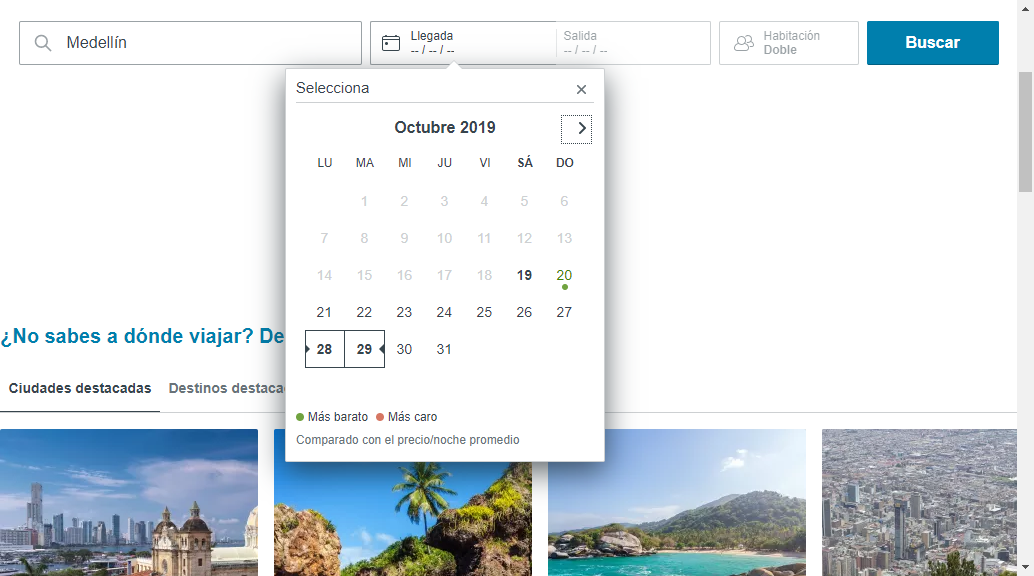 Medellín
Llegada
-- / -- / --
Salida
-- / -- / --
Habitación
Doble
Buscar
Selecciona
Octubre 2019
LU MA MI JU VI SÁ DO
1 2 3 4 5 6
7 8 9 10 11 12 13
14 15 16 17 18 19 20
21 22 23 24 25 26 27
28 29 30 31
Más barato Más caro
Comparado con el precio/noche promedio
¿No sabes a dónde viajar? De
Ciudades destacadas Destinos destaca